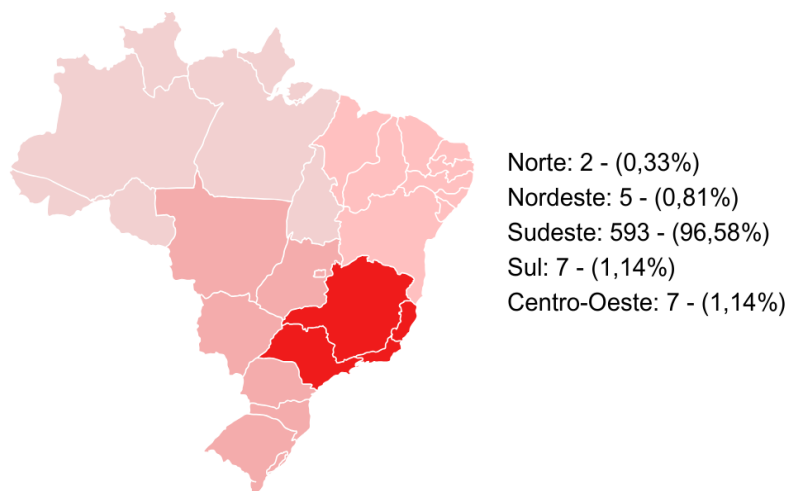 Norte: 2 - (0,33%)
Nordeste: 5 - (0,81%)
Sudeste: 593 - (96,58%)
Sul: 7 - (1,14%)
Centro-Oeste: 7 - (1,14%)